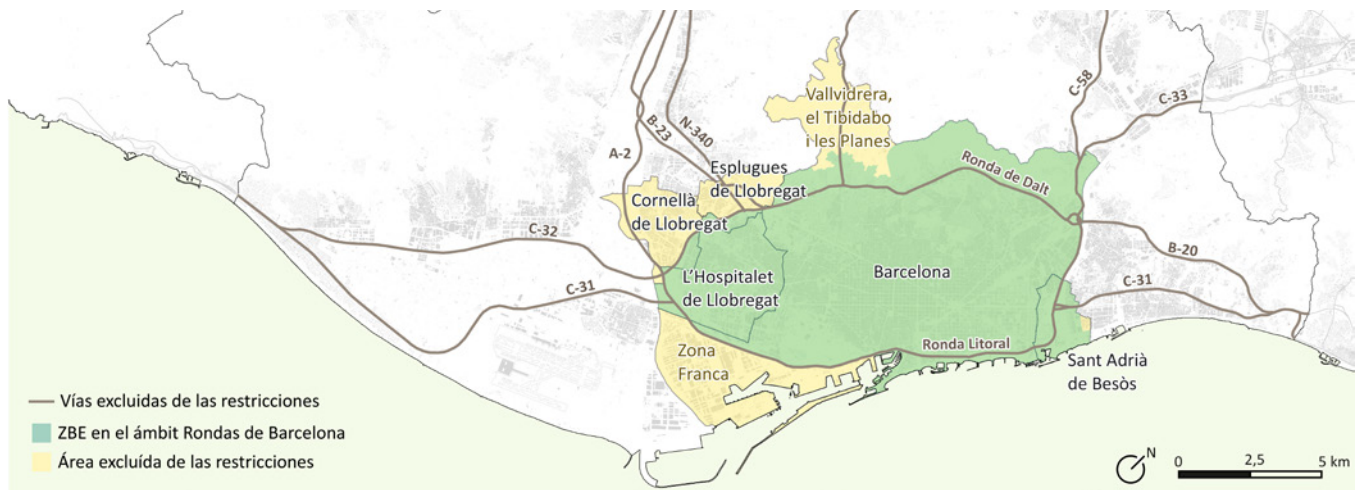 Vallvidrera,
el Tibidabo
i les Planes
C-58
C-33
N-340
B-23
A-2
Esplugues
de Llobregat
Ronda de Dalt
Cornellà
de Llobregat
C-32
B-20
L'Hospitalet
de Llobregat
Barcelona
C-31
C-31
Zona
Franca
Ronda Litoral
Sant Adrià
de Besòs
Vías excluidas de las restricciones
ZBE en el ámbit Rondas de Barcelona
Área excluída de las restricciones
N
0 2,5 5 km